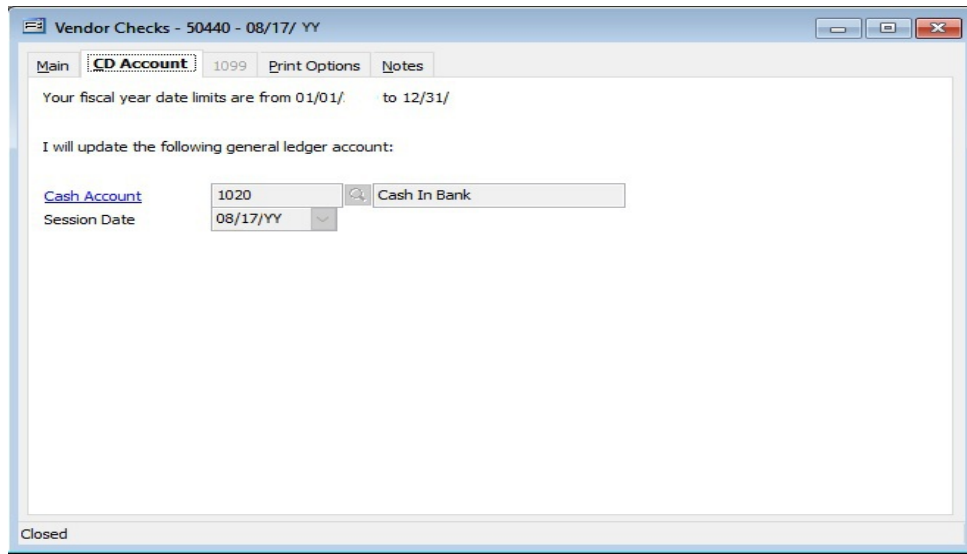 Vendor Checks - 50440 - 08/17/ YY
Main CD Account 1099 Print Options Notes
Your fiscal year date limits are from 01/01/ to 12/31/
I will update the following general ledger account:
Cash Account 1020 Cash In Bank
Session Date 08/17/YY
Closed